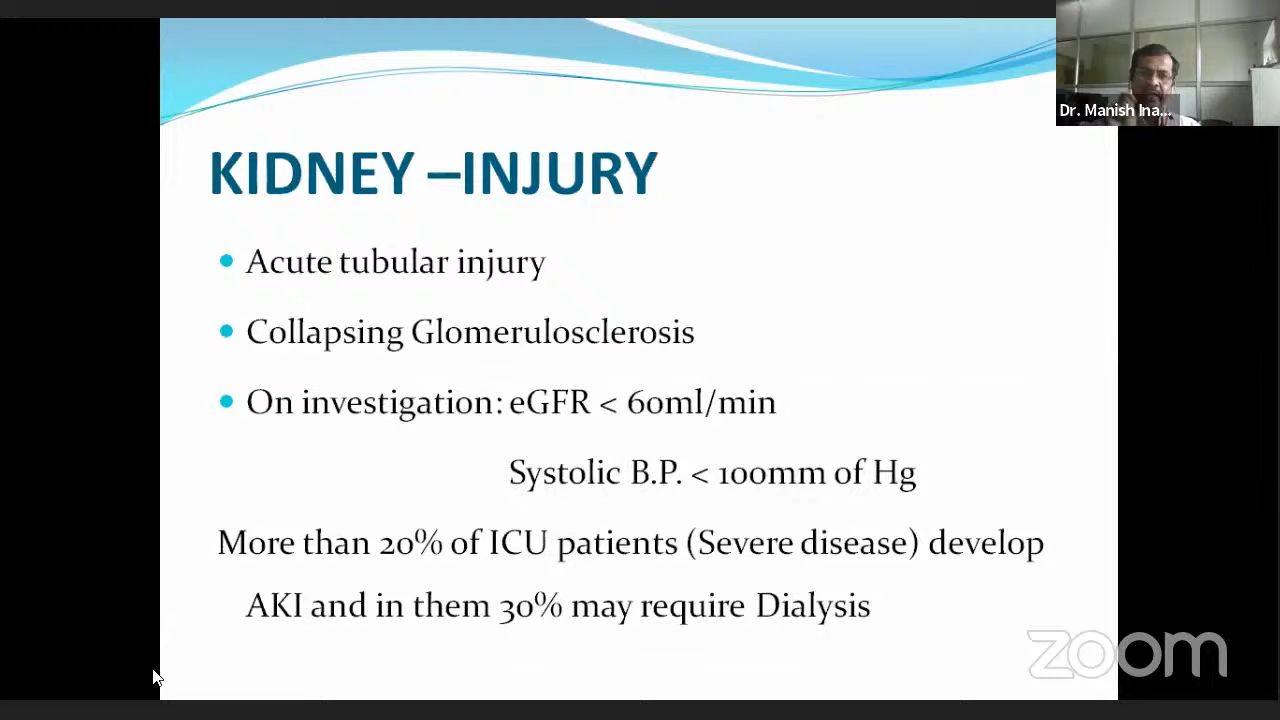 Dr. Manish Ina...
KIDNEY –INJURY
Acute tubular injury
Collapsing Glomerulosclerosis
On investigation: eGFR < 60ml/min
Systolic B.P. < 100mm of Hg
More than 20% of ICU patients (Severe disease) develop
AKI and in them 30% may require Dialysis
zoom